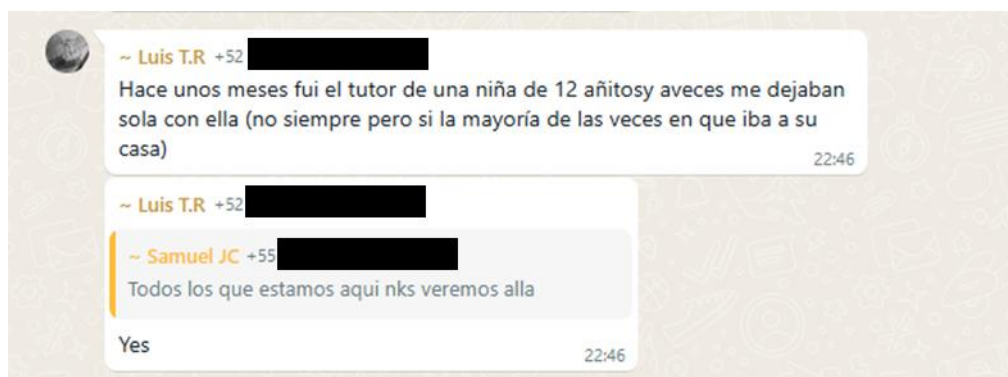 ~ Luis T.R +52
Hace unos meses fui el tutor de una niña de 12 añitosy aveces me dejaban
sola con ella (no siempre pero si la mayoría de las veces en que iba a su
casa)
22:46
~ Luis T.R +52
~ Samuel JC +55
Todos los que estamos aqui nks veremos alla
Yes
22:46